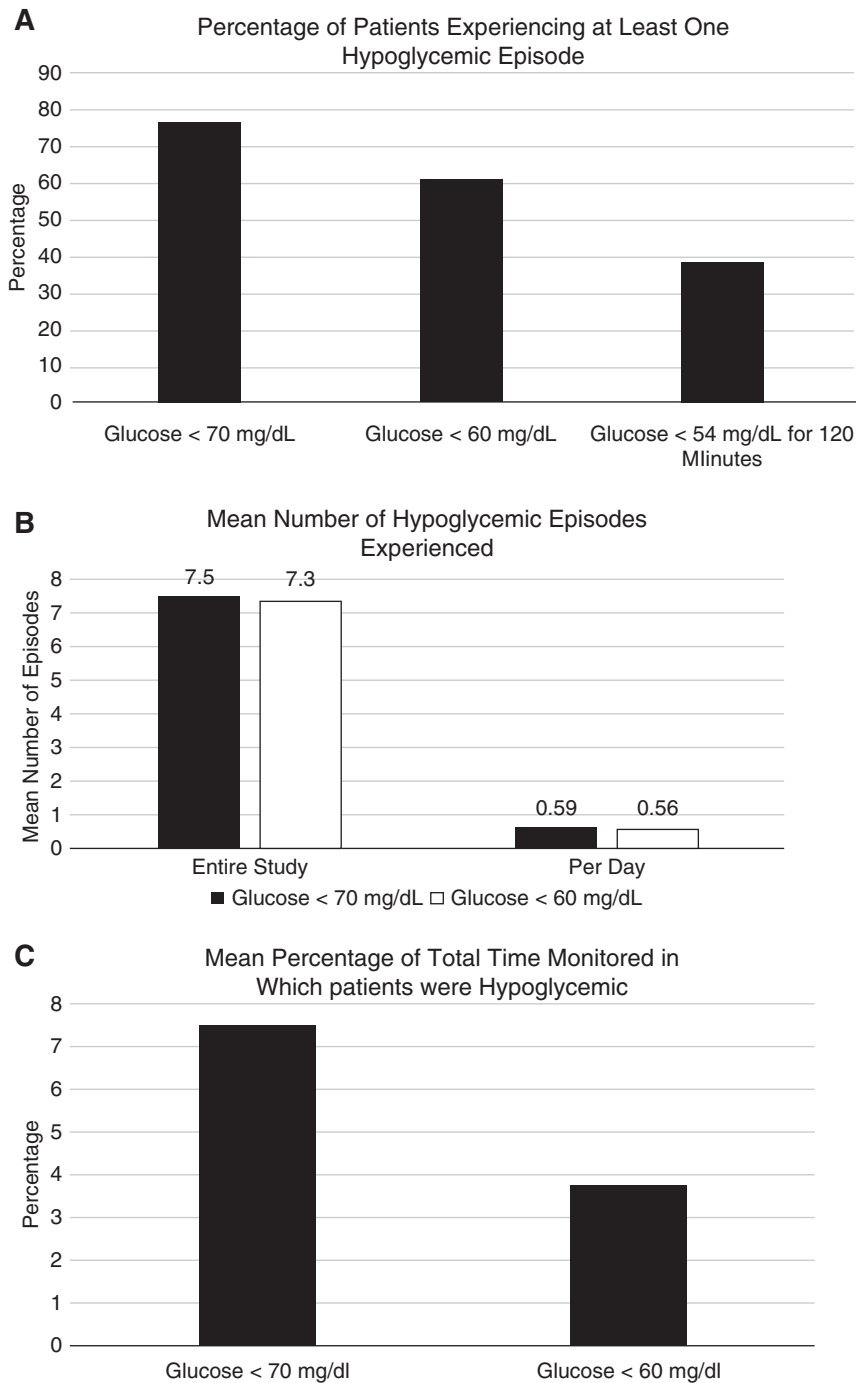 A
Percentage of Patients Experiencing at Least One
Hypoglycemic Episode
90
80
70
60
50
40
30
20
10
0
Percentage
Glucose < 70 mg/dL
Glucose < 60 mg/dL
Glucose < 54 mg/dL for 120
MIinutes
B
Mean Number of Hypoglycemic Episodes
Experienced
8
7
6
5
4
3
2
1
0
Mean Number of Episodes
7.5
7.3
0.59
0.56
Entire Study
Per Day
Glucose < 70 mg/dL
Glucose < 60 mg/dL
C
Mean Percentage of Total Time Monitored in
Which patients were Hypoglycemic
8
7
6
5
4
3
2
1
0
Percentage
Glucose < 70 mg/dl
Glucose < 60 mg/dl